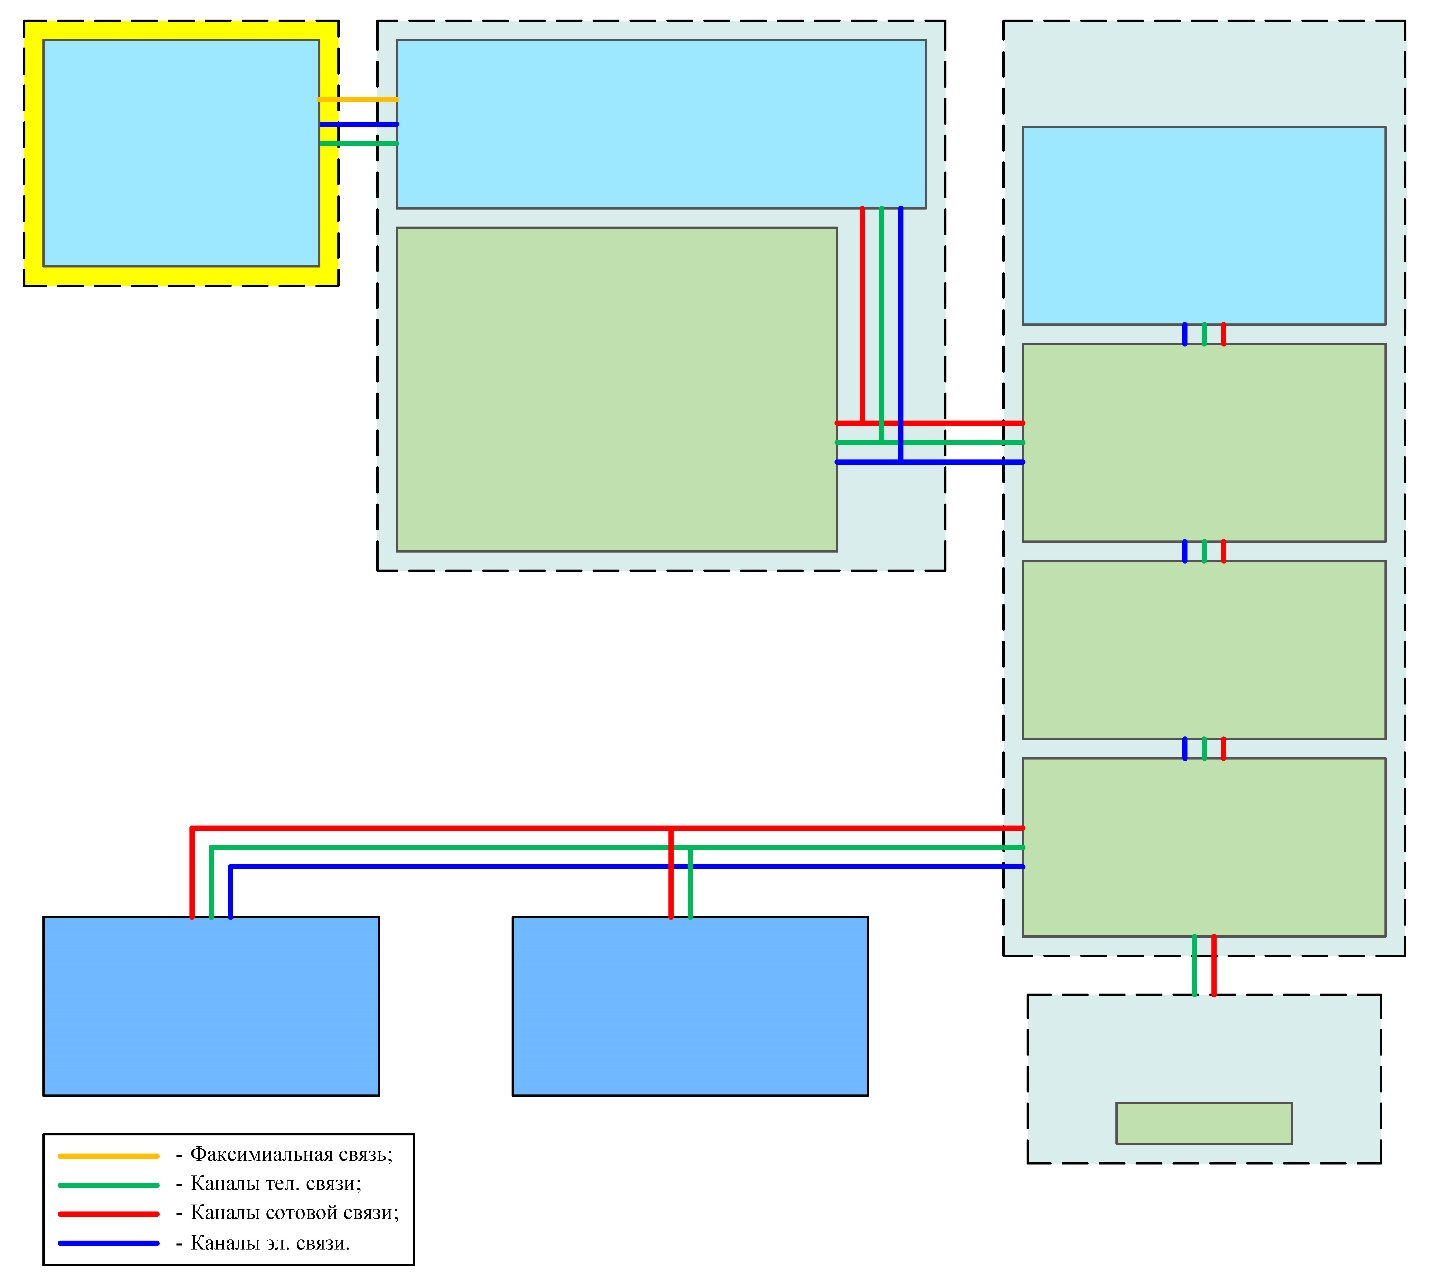 - Факсимиальная связь;
- Каналы тел. связи;
- Каналы сотовой связи;
- Каналы эл. связи.